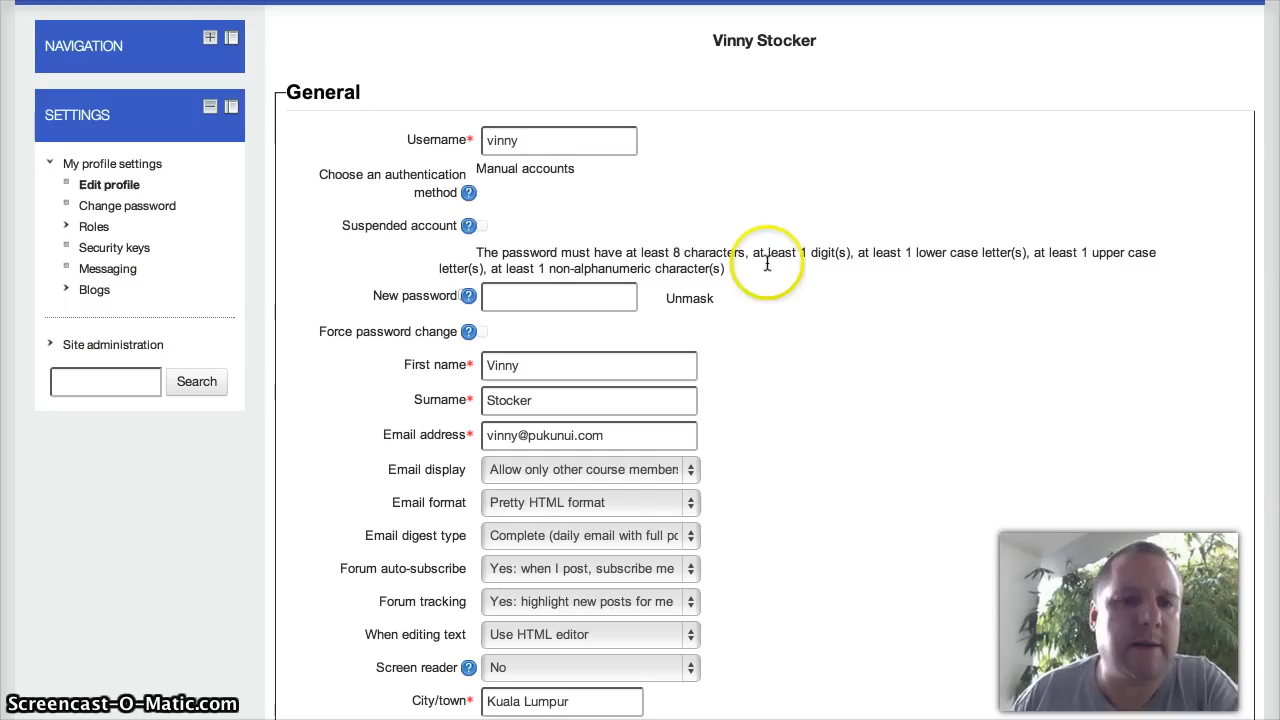 Vinny Stocker
NAVIGATION
SETTINGS
My profile settings
Edit profile
Change password
Roles
Security keys
Messaging
Blogs
Site administration
Search
General
Username* vinny
Choose an authentication method Manual accounts
Suspended account
The password must have at least 8 characters, at least 1 digit(s), at least 1 lower case letter(s), at least 1 upper case
letter(s), at least 1 non-alphanumeric character(s)
New password Unmask
Force password change
First name* Vinny
Surname* Stocker
Email address* vinny@pukunui.com
Email display Allow only other course members
Email format Pretty HTML format
Email digest type Complete (daily email with full po
Forum auto-subscribe Yes: when I post, subscribe me
Forum tracking Yes: highlight new posts for me
When editing text Use HTML editor
Screen reader No
City/town* Kuala Lumpur
Screencast-O-Matic.com